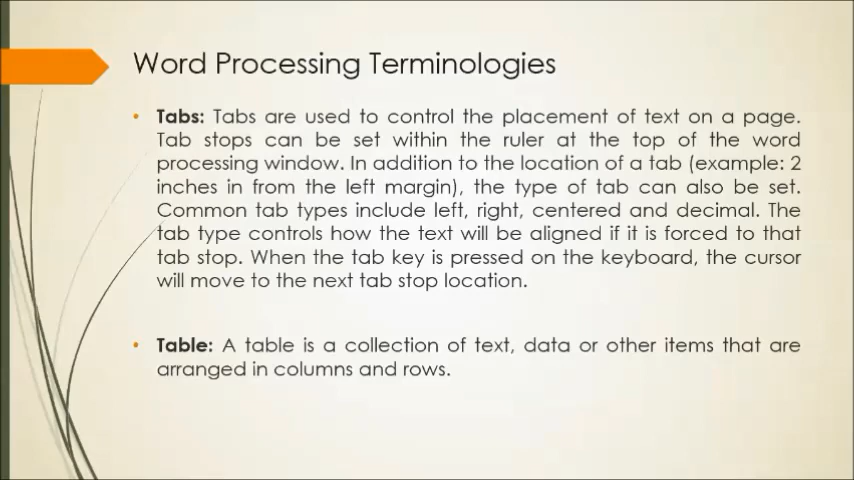 Word Processing Terminologies
• Tabs: Tabs are used to control the placement of text on a page.
Tab stops can be set within the ruler at the top of the word
processing window. In addition to the location of a tab (example: 2
inches in from the left margin), the type of tab can also be set.
Common tab types include left, right, centered and decimal. The
tab type controls how the text will be aligned if it is forced to that
tab stop. When the tab key is pressed on the keyboard, the cursor
will move to the next tab stop location.
• Table: A table is a collection of text, data or other items that are
arranged in columns and rows.